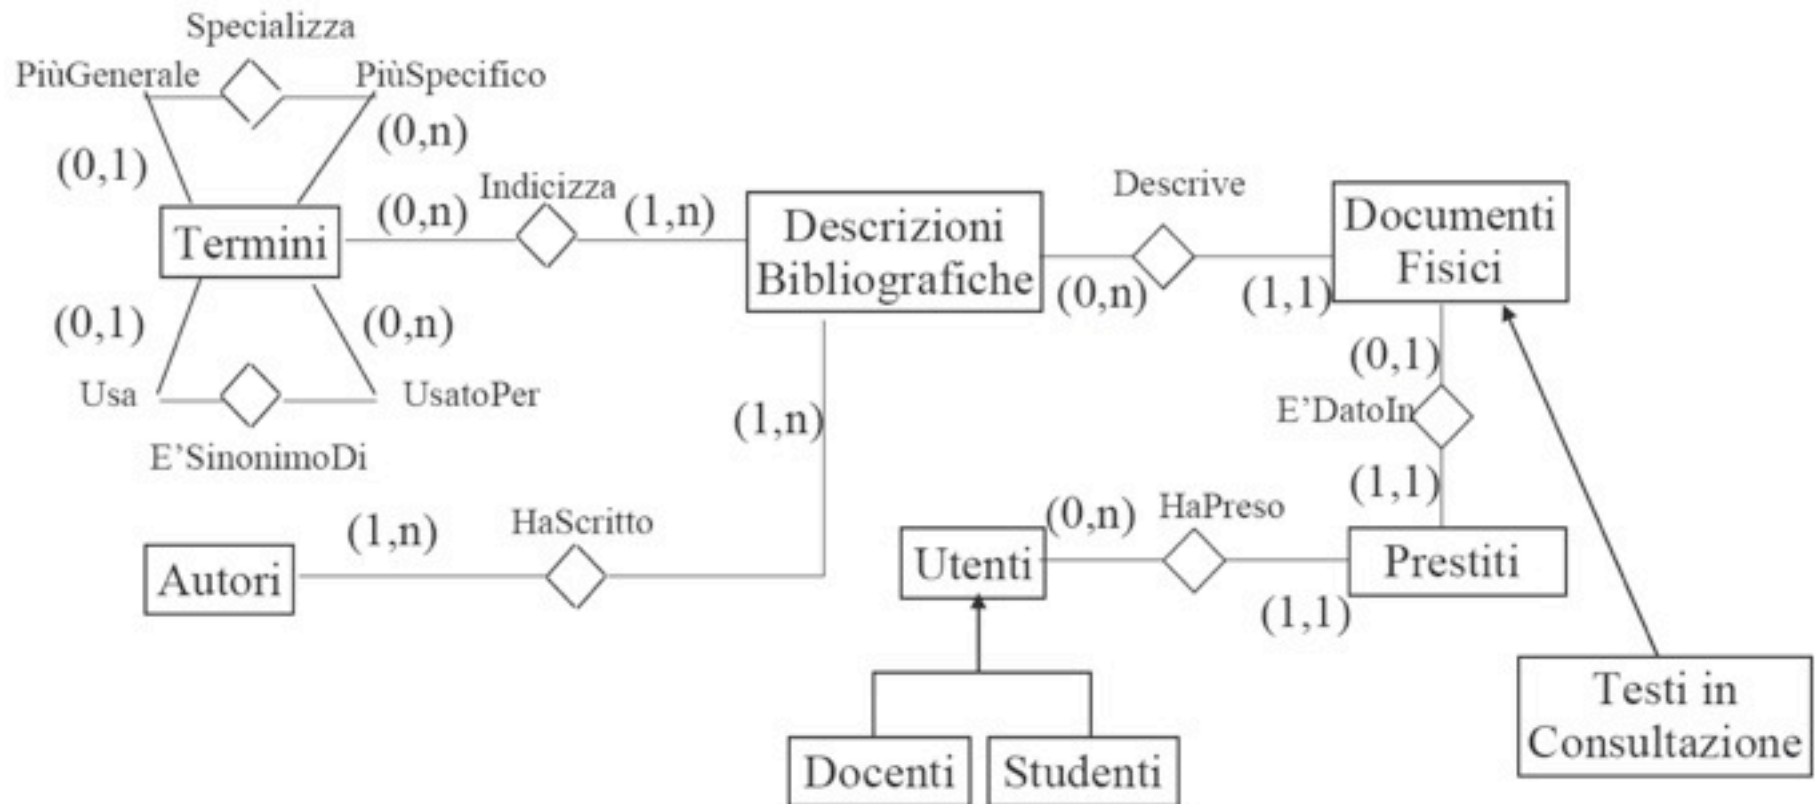 Specializza
PiùGenerale
PiùSpecifico
(0,1)
(0,n)
Termini
(0,n)
Indicizza
(1,n)
Descrizioni
Bibliografiche
Descrive
(0,n)
(1,1)
Documenti
Fisici
(0,1)
(0,n)
Usa
UsatoPer
E'SinonimoDi
(1,n)
(0,1)
E'DatoIn
(1,1)
Autori
(1,n)
HaScritto
Utenti
(0,n)
HaPreso
(1,1)
Prestiti
Docenti
Studenti
Testi in
Consultazione